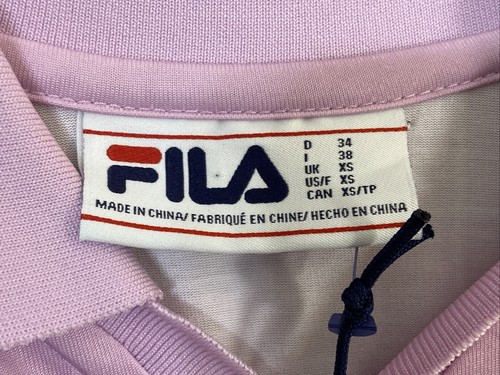 FILA
D 34
I 38
UK XS
US/F XS
CAN XS/TP
MADE IN CHINA/ FABRIQUÉ EN CHINE/ HECHO EN CHINA